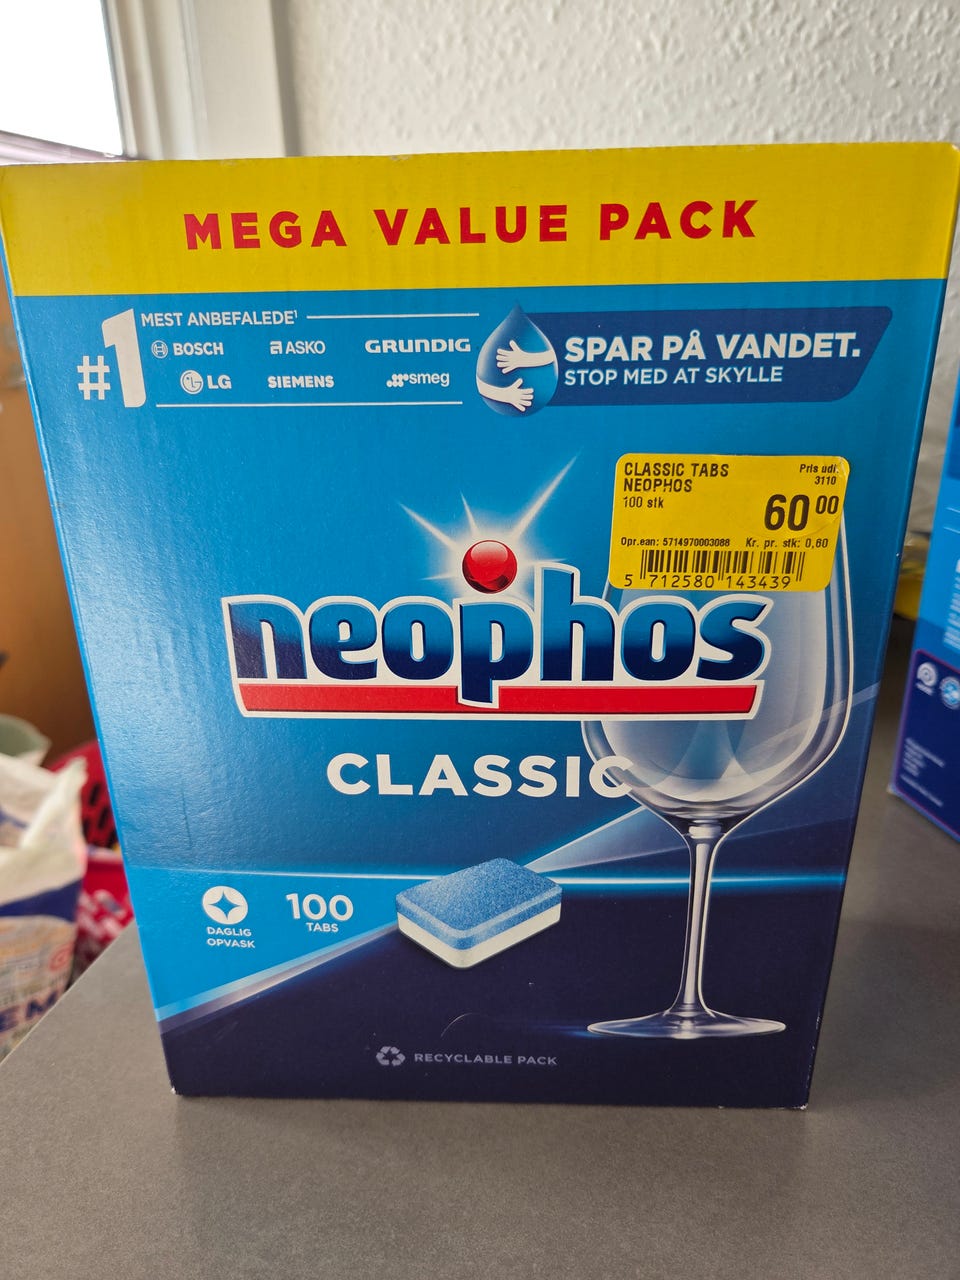 MEGA VALUE PACK
#1 MEST ANBEFALEDE¹
BOSCH ASKO GRUNDIG
LG SIEMENS smeg
SPAR PÅ VANDET.
STOP MED AT SKYLLE
CLASSIC TABS
NEOPHOS
100 stk
Pris udl.
3110
60 00
Opr.ean: 5714970003088 Kr. pr. stk: 0,60
5 712580 143439
neophos
CLASSIC
DAGLIG
OPVASK
100
TABS
RECYCLABLE PACK